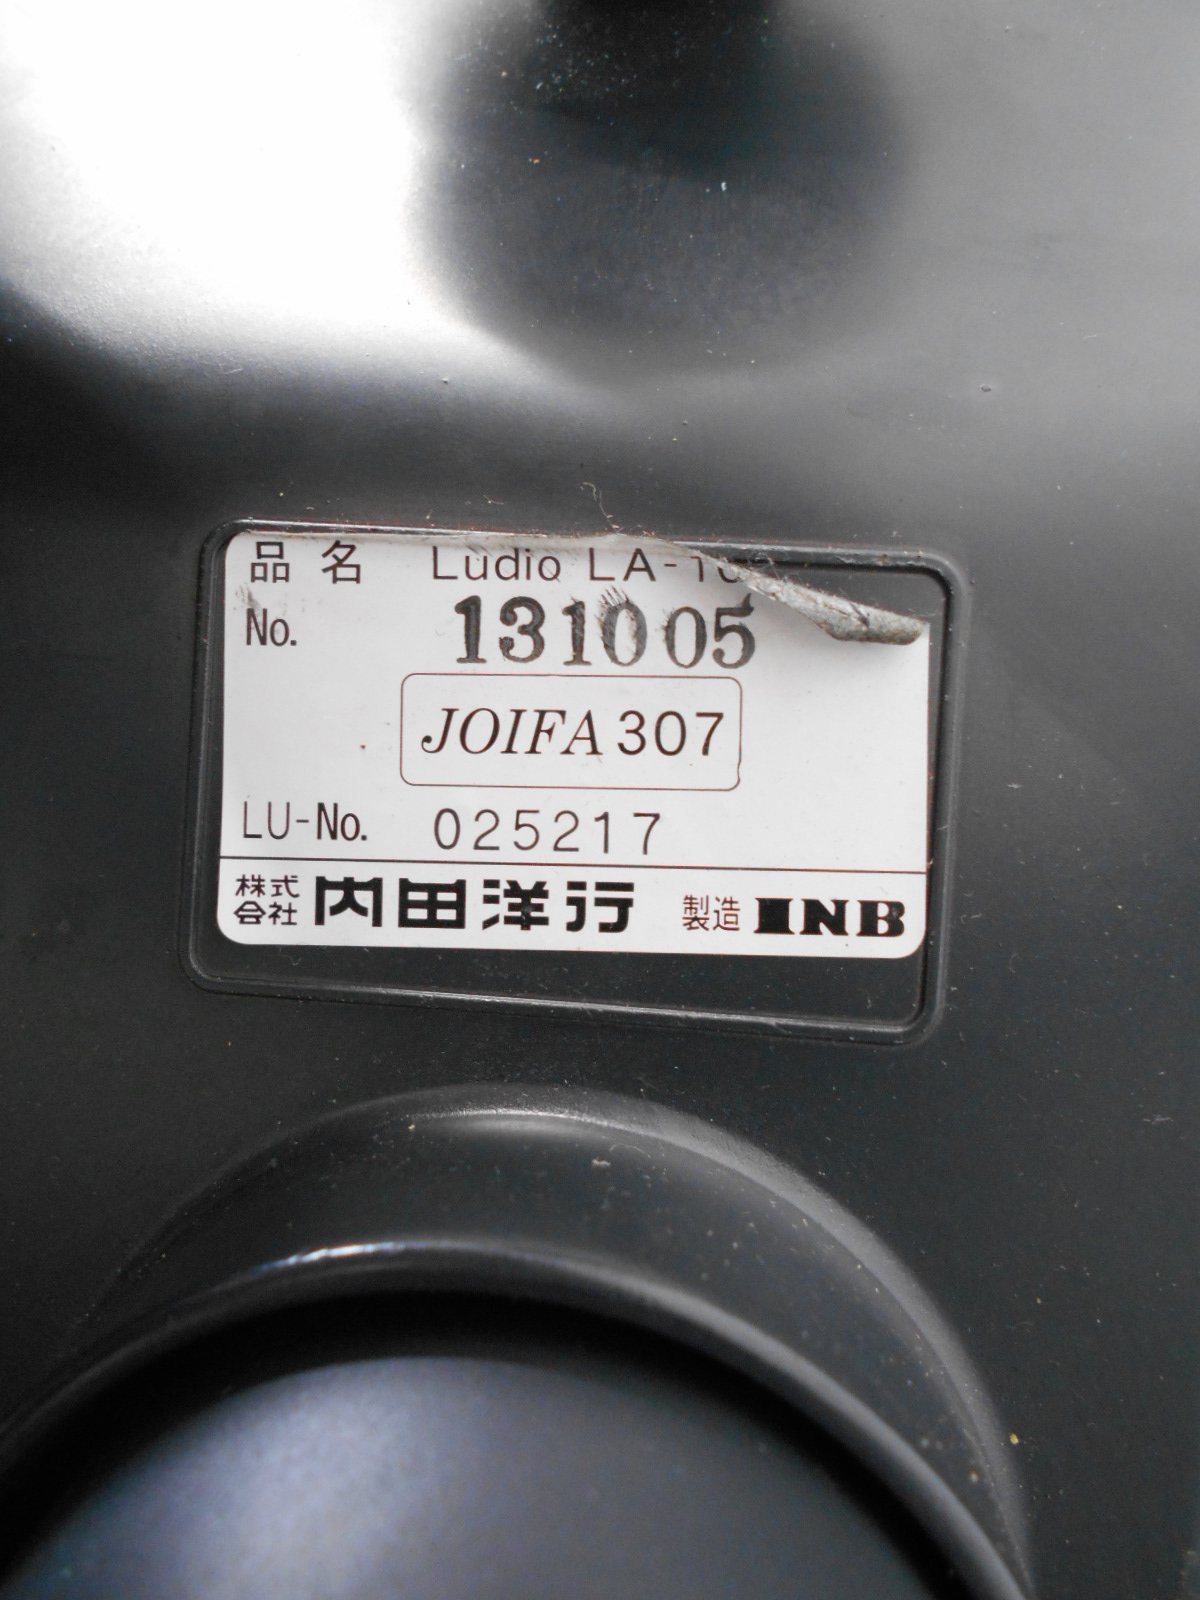 品名 Ludio LA-1
No. 131005
JOIFA 307
LU-No. 025217
株式会社 内田洋行 製造 INB